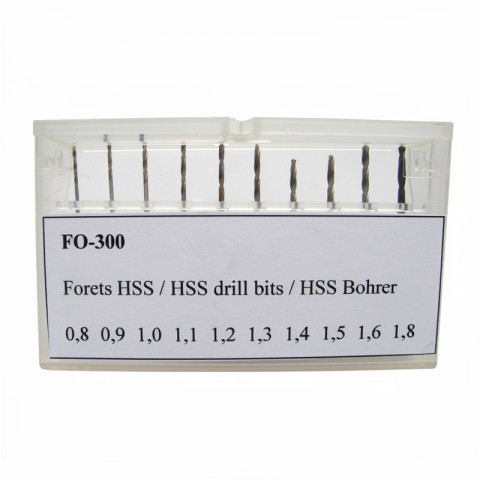 FO-300
Forets HSS / HSS drill bits / HSS Bohrer
0,8 0,9 1,0 1,1 1,2 1,3 1,4 1,5 1,6 1,8